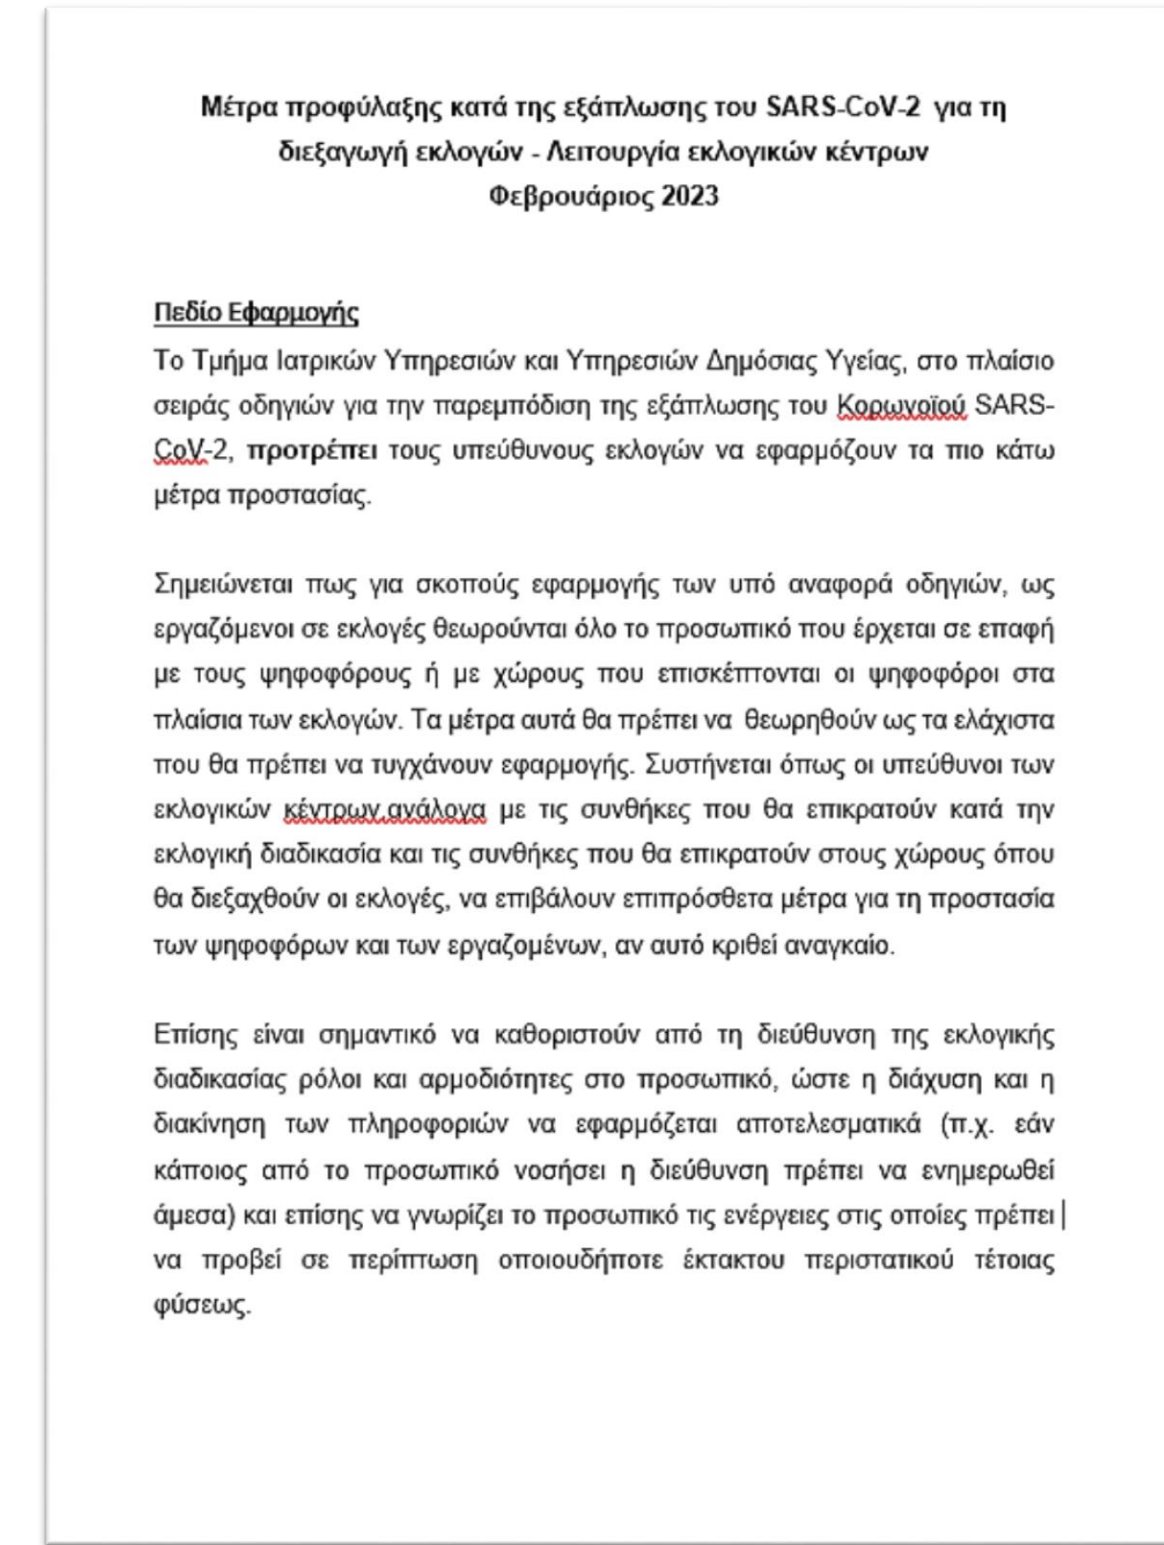 Μέτρα προφύλαξης κατά της εξάπλωσης του SARS-CoV-2 για τη
διεξαγωγή εκλογών - Λειτουργία εκλογικών κέντρων
Φεβρουάριος 2023
Πεδίο Εφαρμογής
Το Τμήμα Ιατρικών Υπηρεσιών και Υπηρεσιών Δημόσιας Υγείας, στο πλαίσιο
σειράς οδηγιών για την παρεμπόδιση της εξάπλωσης του Κορωνοϊού SARS-
CoV-2, προτρέπει τους υπεύθυνους εκλογών να εφαρμόζουν τα πιο κάτω
μέτρα προστασίας.
Σημειώνεται πως για σκοπούς εφαρμογής των υπό αναφορά οδηγιών, ως
εργαζόμενοι σε εκλογές θεωρούνται όλο το προσωπικό που έρχεται σε επαφή
με τους ψηφοφόρους ή με χώρους που επισκέπτονται οι ψηφοφόροι στα
πλαίσια των εκλογών. Τα μέτρα αυτά θα πρέπει να θεωρηθούν ως τα ελάχιστα
που θα πρέπει να τυγχάνουν εφαρμογής. Συστήνεται όπως οι υπεύθυνοι των
εκλογικών κέντρων,ανάλογα με τις συνθήκες που θα επικρατούν κατά την
εκλογική διαδικασία και τις συνθήκες που θα επικρατούν στους χώρους όπου
θα διεξαχθούν οι εκλογές, να επιβάλουν επιπρόσθετα μέτρα για τη προστασία
των ψηφοφόρων και των εργαζομένων, αν αυτό κριθεί αναγκαίο.
Επίσης είναι σημαντικό να καθοριστούν από τη διεύθυνση της εκλογικής
διαδικασίας ρόλοι και αρμοδιότητες στο προσωπικό, ώστε η διάχυση και η
διακίνηση των πληροφοριών να εφαρμόζεται αποτελεσματικά (π.χ. εάν
κάποιος από το προσωπικό νοσήσει η διεύθυνση πρέπει να ενημερωθεί
άμεσα) και επίσης να γνωρίζει το προσωπικό τις ενέργειες στις οποίες πρέπει
να προβεί σε περίπτωση οποιουδήποτε έκτακτου περιστατικού τέτοιας
φύσεως.